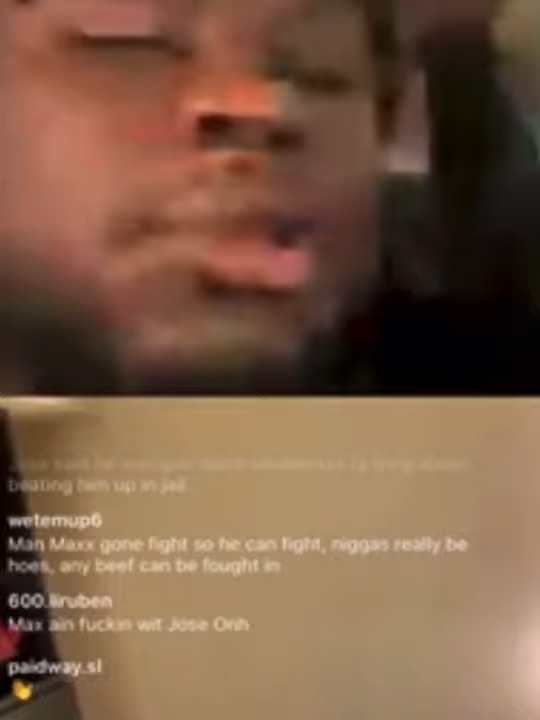 beating him up in jail
wetemup6
Man Maxx gone fight so he can fight, niggas really be
hoes, any beef can be fought in
600.liruben
Max ain fuckin wit Jose Onh
paidway.sl
🤟